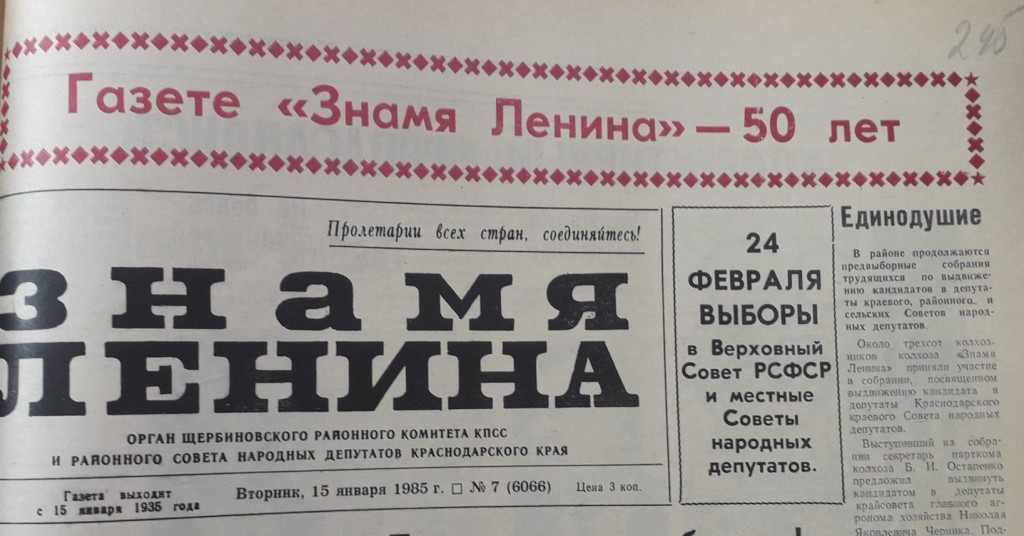 245
Газете «Знамя Ленина» — 50 лет
Пролетарии всех стран, соединяйтесь!
знамя
ЛЕНИНА
ОРГАН ЩЕРБИНОВСКОГО РАЙОННОГО КОМИТЕТА КПСС
И РАЙОННОГО СОВЕТА НАРОДНЫХ ДЕПУТАТОВ КРАСНОДАРСКОГО КРАЯ
Газета выходит
с 15 января 1935 года
Вторник, 15 января 1985 г. □ № 7 (6066)
Цена 3 коп.
24
ФЕВРАЛЯ
ВЫБОРЫ
в Верховный
Совет РСФСР
и местные
Советы
народных
депутатов.
Единодушие
В районе продолжаются
предвыборные собрания
трудящихся по выдвиже-
нию кандидатов в депута-
ты краевого, районного.. и
сельских Советов народ-
ных депутатов.
Около трехсот колхоз-
ников колхоза «Знамя
Ленина» приняли участие
в собрании, посвященном
выдвижению кандидата в
депутаты Краснодарского
краевого Совета народных
депутатов.
Выступивший на собра-
нии секретарь парткома
колхоза Б. И. Остапенко
предложил выдвинуть
кандидатом в депутаты
крайсовета главного аг-
ронома хозяйства Николая
Яковлевича Черника. Под-